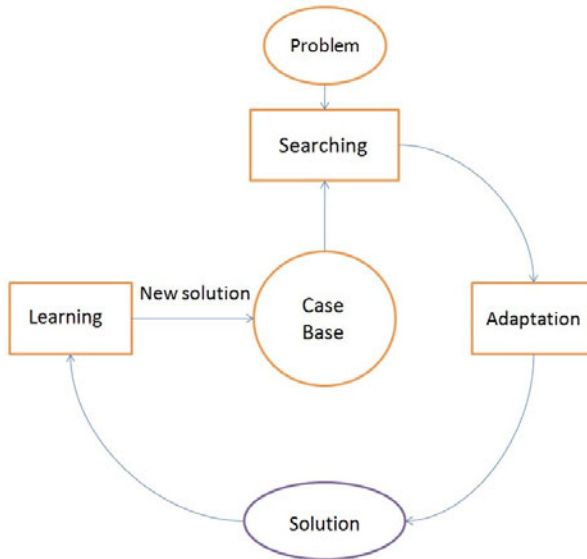 Problem
Searching
New solution
Learning
Case
Base
Adaptation
Solution